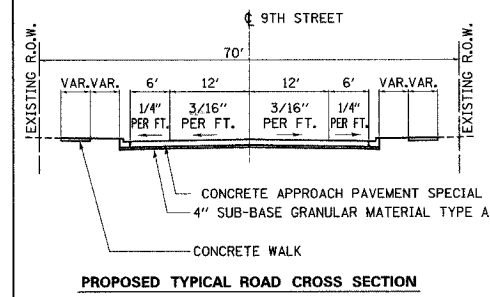 ℄ 9TH STREET
EXISTING R.O.W.
70'
EXISTING R.O.W.
VAR. VAR. 6' 12' 12' 6' VAR. VAR.
1/4" 3/16" 3/16" 1/4"
PER FT. PER FT. PER FT. PER FT.
CONCRETE APPROACH PAVEMENT SPECIAL
4" SUB-BASE GRANULAR MATERIAL TYPE A
CONCRETE WALK
PROPOSED TYPICAL ROAD CROSS SECTION